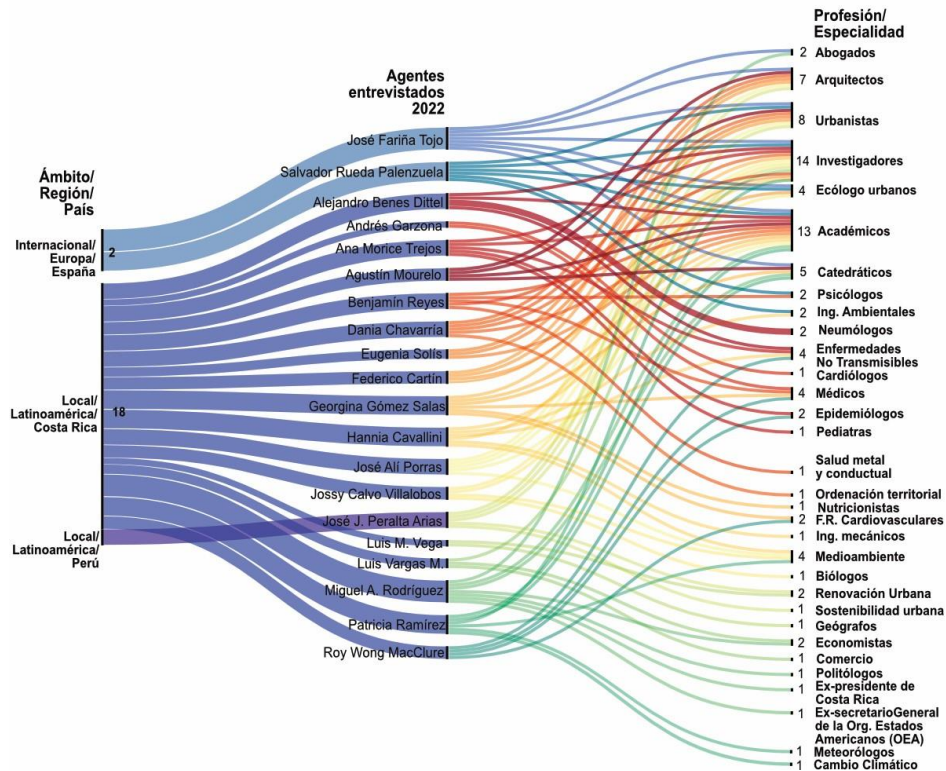 Ámbito/
Región/
País
Internacional/
Europa/
España
2
Local/
Latinoamérica/
Costa Rica
18
Local/
Latinoamérica/
Perú
Agentes
entrevistados
2022
José Fariña Tojo
Salvador Rueda Palenzuela
Alejandro Benes Dittel
Andrés Garzona
Ana Morice Trejos
Agustín Mourelo
Benjamín Reyes
Dania Chavarría
Eugenia Solís
Federico Cartín
Georgina Gómez Salas
Hannia Cavallini
José Alí Porras
Jossy Calvo Villalobos
José J. Peralta Arias
Luis M. Vega
Luis Vargas M.
Miguel A. Rodríguez
Patricia Ramírez
Roy Wong MacClure
Profesión/
Especialidad
2 Abogados
7 Arquitectos
8 Urbanistas
14 Investigadores
4 Ecólogo urbanos
13 Académicos
5 Catedráticos
2 Psicólogos
2 Ing. Ambientales
2 Neumólogos
4 Enfermedades
No Transmisibles
1 Cardiólogos
4 Médicos
2 Epidemiólogos
1 Pediatras
1 Salud metal
y conductual
1 Ordenación territorial
1 Nutricionistas
2 F.R. Cardiovasculares
1 Ing. mecánicos
4 Medioambiente
1 Biólogos
2 Renovación Urbana
1 Sostenibilidad urbana
1 Geógrafos
2 Economistas
1 Comercio
1 Politólogos
1 Ex-presidente de
Costa Rica
1 Ex-secretarioGeneral
de la Org. Estados
Americanos (OEA)
1 Meteorólogos
1 Cambio Climático